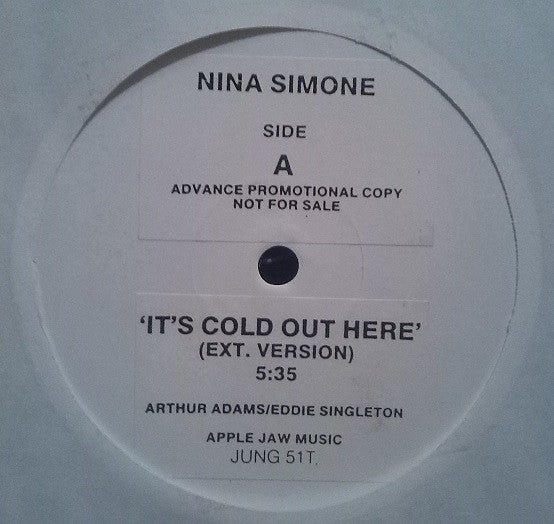 NINA SIMONE
SIDE
A
ADVANCE PROMOTIONAL COPY
NOT FOR SALE
'IT'S COLD OUT HERE'
(EXT. VERSION)
5:35
ARTHUR ADAMS/EDDIE SINGLETON
APPLE JAW MUSIC
JUNG 51T.